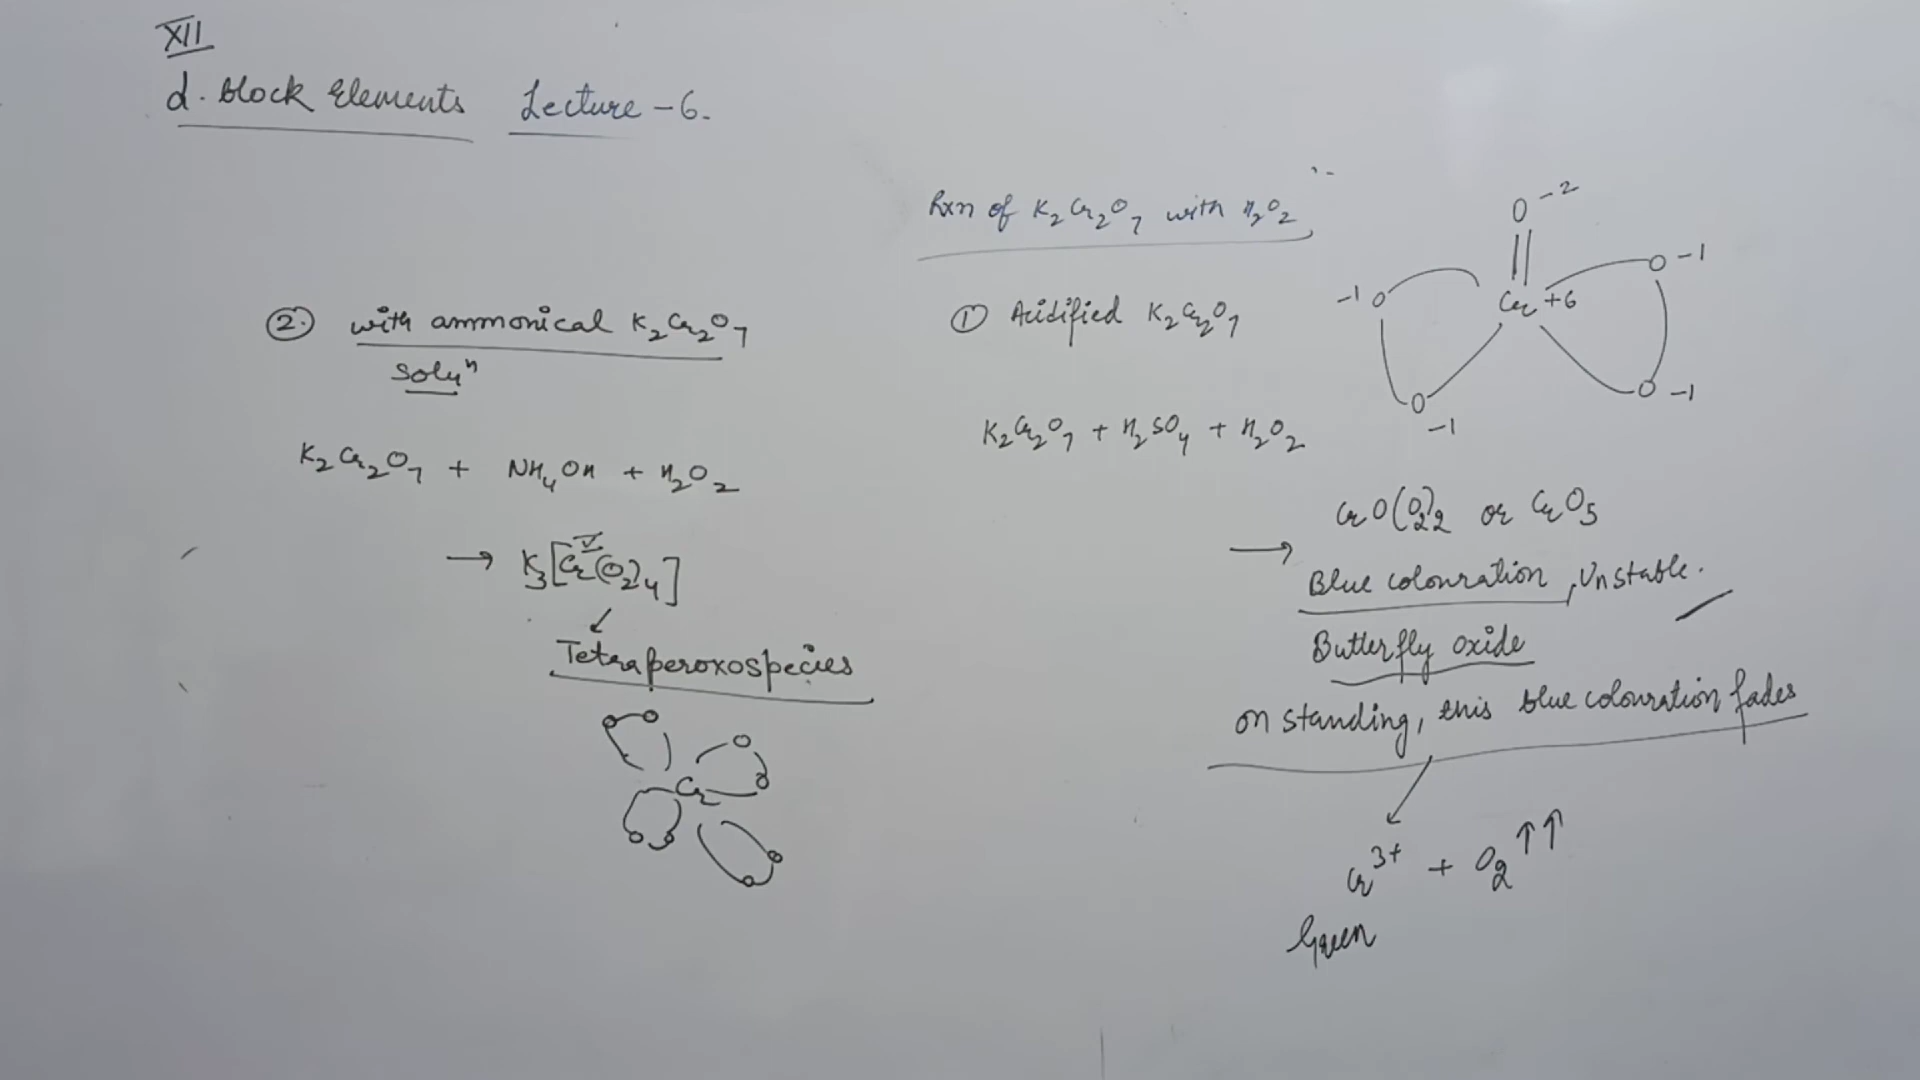 XII
d. Block Elements Lecture - 6.
Rxn of K2Cr2O7 with H2O2
① Acidified K2Cr2O7
K2Cr2O7 + H2SO4 + H2O2
→ CrO(O2)2 or CrO5
Blue colouration, Unstable.
Butterfly oxide
on standing, this blue colouration fades
Cr3+ + O2 ↑↑
Green
O -2
-1 O Cr +6 O -1
O -1 O -1
②. with ammonical K2Cr2O7
Solun
K2Cr2O7 + NH4OH + H2O2
→ K3[Cr V (O2)4]
Tetraperoxospecies
O O
O
Cr O
O O
O
O